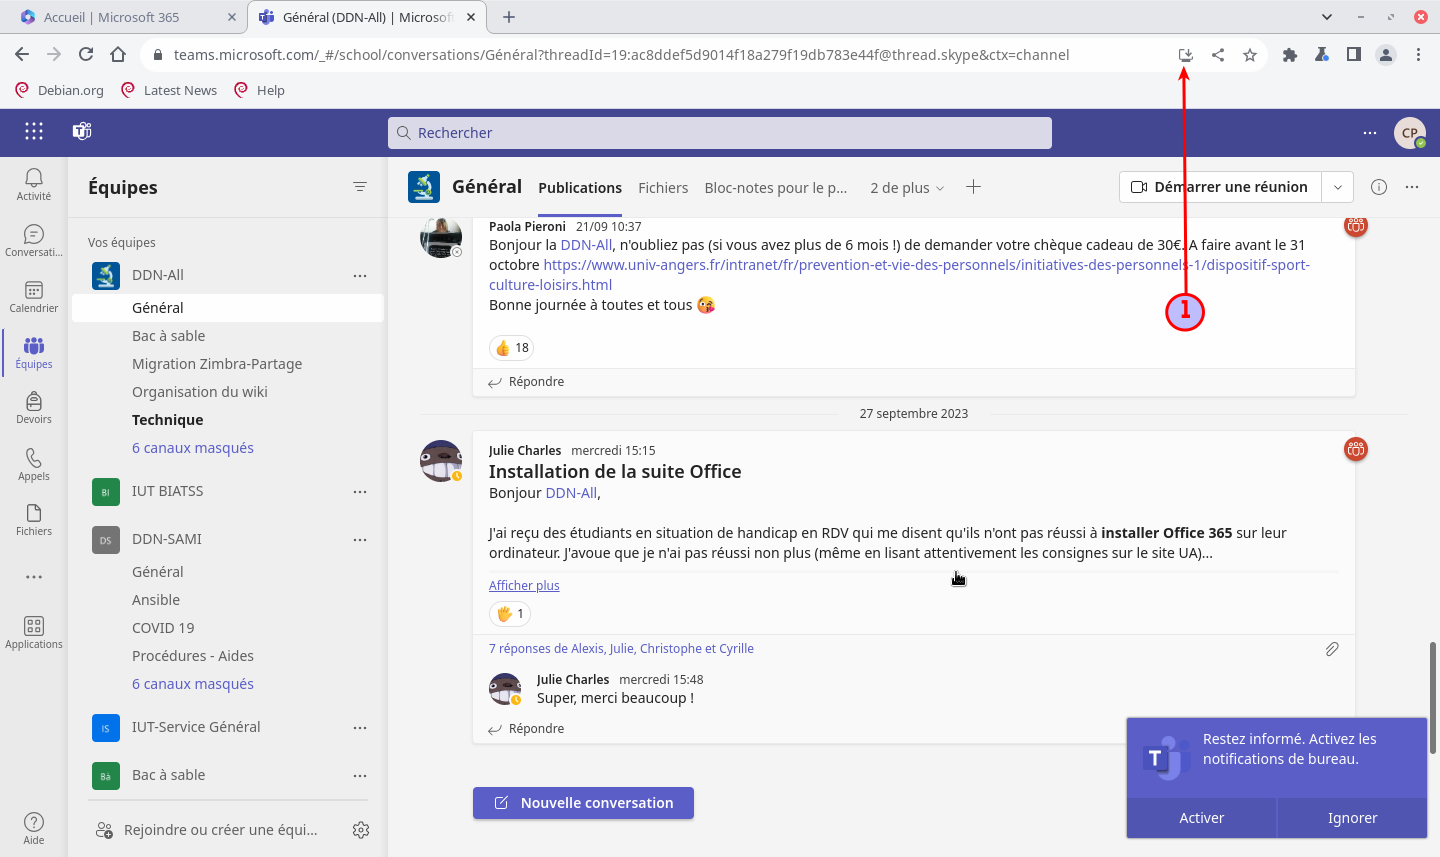 Accueil | Microsoft 365
Général (DDN-All) | Microsof
teams.microsoft.com/_#/school/conversations/Général?threadId=19:ac8ddef5d9014f18a279f19db783e44f@thread.skype&ctx=channel
Debian.org
Latest News
Help
Rechercher
CP
Activité
Conversati...
Calendrier
Équipes
Devoirs
Appels
Fichiers
Applications
Aide
Équipes
Vos équipes
DDN-All
Général
Bac à sable
Migration Zimbra-Partage
Organisation du wiki
Technique
6 canaux masqués
BI
IUT BIATSS
DS
DDN-SAMI
Général
Ansible
COVID 19
Procédures - Aides
6 canaux masqués
IS
IUT-Service Général
Bà
Bac à sable
Rejoindre ou créer une équi...
Général
Publications
Fichiers
Bloc-notes pour le p...
2 de plus
Démarrer une réunion
Paola Pieroni 21/09 10:37
Bonjour la DDN-All, n'oubliez pas (si vous avez plus de 6 mois !) de demander votre chèque cadeau de 30€. A faire avant le 31
octobre https://www.univ-angers.fr/intranet/fr/prevention-et-vie-des-personnels/initiatives-des-personnels-1/dispositif-sport-
culture-loisirs.html
Bonne journée à toutes et tous 😘
1
👍 18
Répondre
27 septembre 2023
Julie Charles mercredi 15:15
Installation de la suite Office
Bonjour DDN-All,
J'ai reçu des étudiants en situation de handicap en RDV qui me disent qu'ils n'ont pas réussi à installer Office 365 sur leur
ordinateur. J'avoue que je n'ai pas réussi non plus (même en lisant attentivement les consignes sur le site UA)...
Afficher plus
🖐 1
7 réponses de Alexis, Julie, Christophe et Cyrille
Julie Charles mercredi 15:48
Super, merci beaucoup !
Répondre
Nouvelle conversation
T
Restez informé. Activez les
notifications de bureau.
Activer
Ignorer